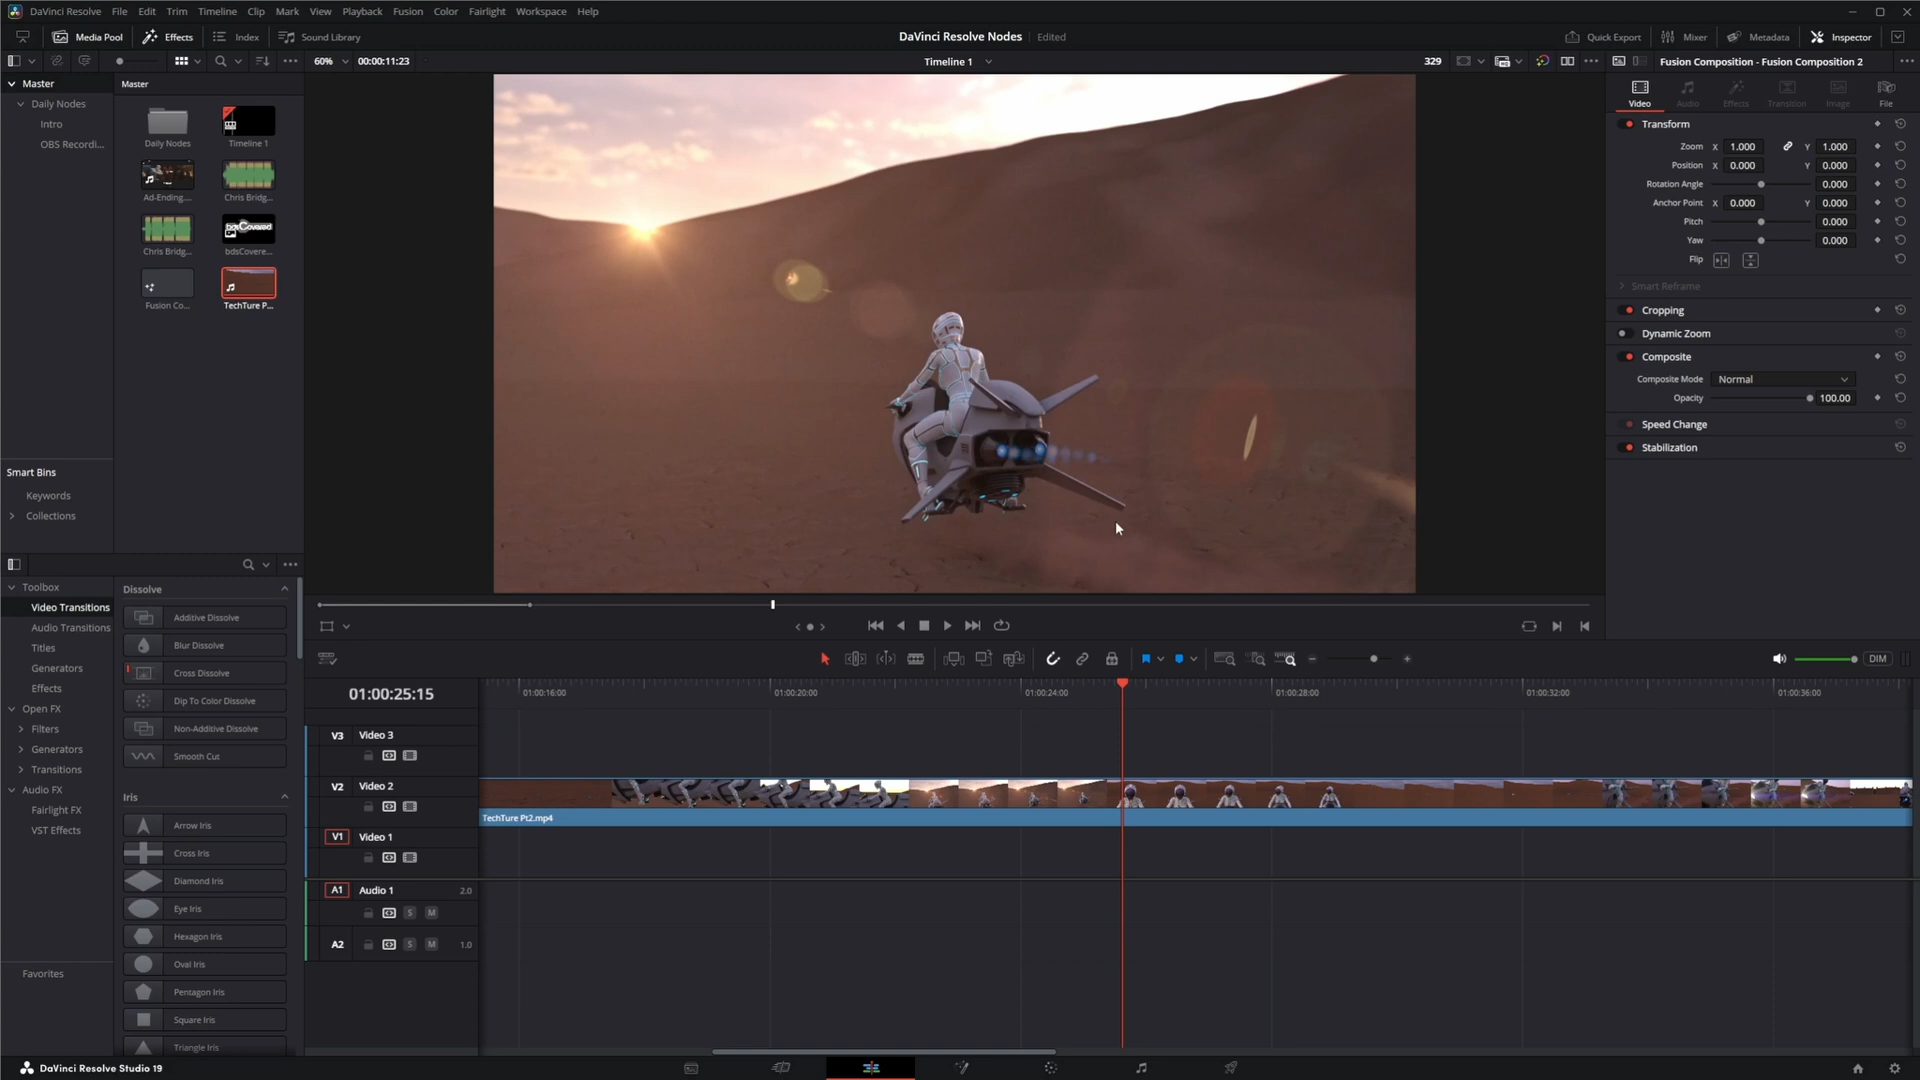 DaVinci Resolve File Edit Trim Timeline Clip Mark View Playback Fusion Color Fairlight Workspace Help
Media Pool Effects Index Sound Library DaVinci Resolve Nodes Edited Quick Export Mixer Metadata Inspector
60% 00:00:11:23 Timeline 1 329 Fusion Composition - Fusion Composition 2
Master
Daily Nodes
Intro
OBS Recordi...
Master
Daily Nodes Timeline 1
Ad-Ending.... Chris Bridg...
Chris Bridg... bdsCovere...
Fusion Co... TechTure P...
Smart Bins
Keywords
Collections
Video Audio Effects Transition Image File
Transform
Zoom X 1.000 Y 1.000
Position X 0.000 Y 0.000
Rotation Angle 0.000
Anchor Point X 0.000 Y 0.000
Pitch 0.000
Yaw 0.000
Flip
Smart Reframe
Cropping
Dynamic Zoom
Composite
Composite Mode Normal
Opacity 100.00
Speed Change
Stabilization
Toolbox
Video Transitions
Audio Transitions
Titles
Generators
Effects
Open FX
Filters
Generators
Transitions
Audio FX
Fairlight FX
VST Effects
Favorites
Dissolve
Additive Dissolve
Blur Dissolve
Cross Dissolve
Dip To Color Dissolve
Non-Additive Dissolve
Smooth Cut
Iris
Arrow Iris
Cross Iris
Diamond Iris
Eye Iris
Hexagon Iris
Oval Iris
Pentagon Iris
Square Iris
Triangle Iris
DIM
01:00:25:15 01:00:16:00 01:00:20:00 01:00:24:00 01:00:28:00 01:00:32:00 01:00:36:00
V3 Video 3
V2 Video 2
TechTure Pt2.mp4
V1 Video 1
A1 Audio 1 2.0
S M
A2 S M 1.0
DaVinci Resolve Studio 19